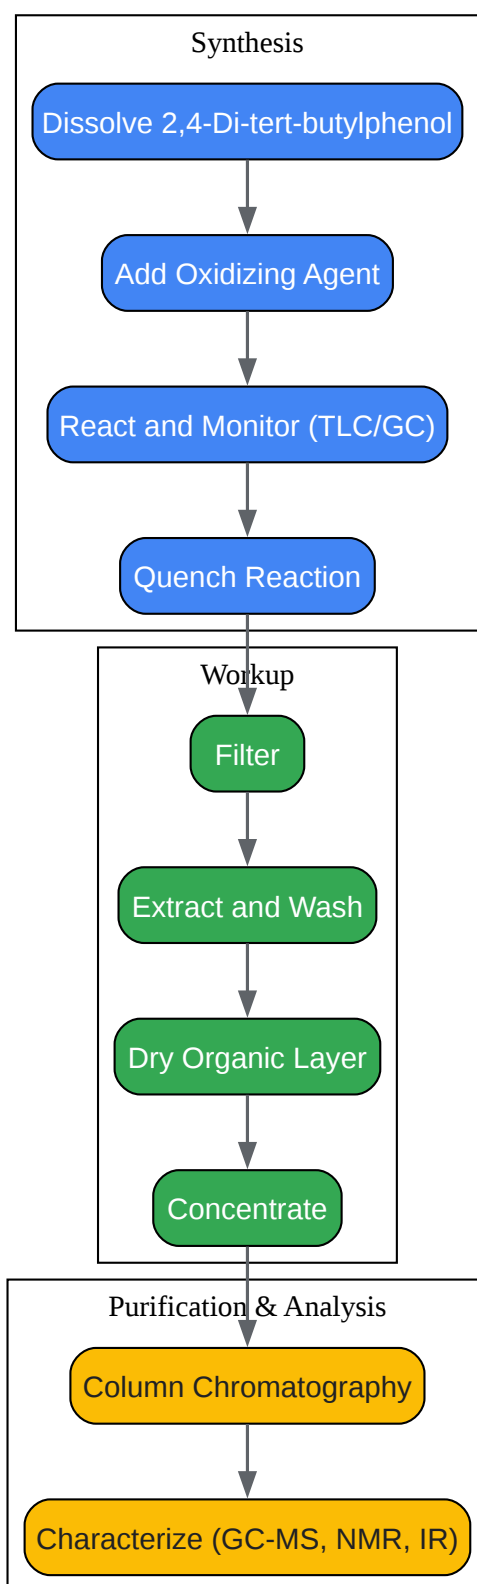 Synthesis
Dissolve 2,4-Di-tert-butylphenol
Add Oxidizing Agent
React and Monitor (TLC/GC)
Quench Reaction
Workup
Filter
Extract and Wash
Dry Organic Layer
Concentrate
Purification & Analysis
Column Chromatography
Characterize (GC-MS, NMR, IR)